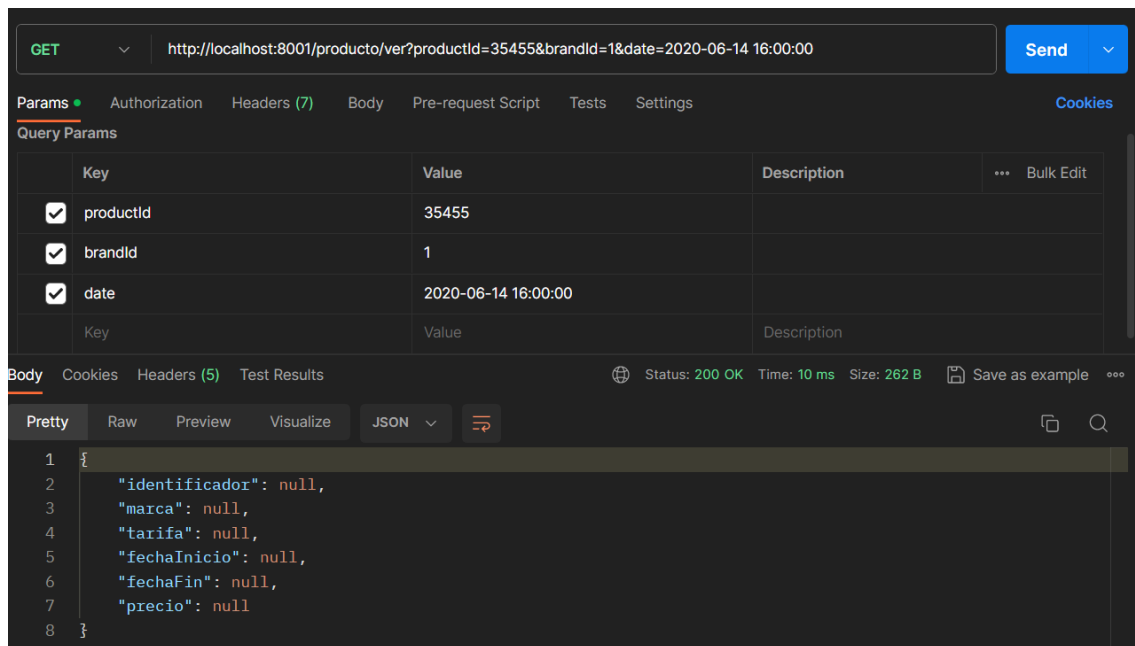 GET http://localhost:8001/producto/ver?productId=35455&brandId=1&date=2020-06-14 16:00:00 Send
Params Authorization Headers (7) Body Pre-request Script Tests Settings Cookies
Query Params
Key Value Description Bulk Edit
productId 35455
brandId 1
date 2020-06-14 16:00:00
Key Value Description
Body Cookies Headers (5) Test Results Status: 200 OK Time: 10 ms Size: 262 B Save as example
Pretty Raw Preview Visualize JSON
1 {
2 "identificador": null,
3 "marca": null,
4 "tarifa": null,
5 "fechaInicio": null,
6 "fechaFin": null,
7 "precio": null
8 }